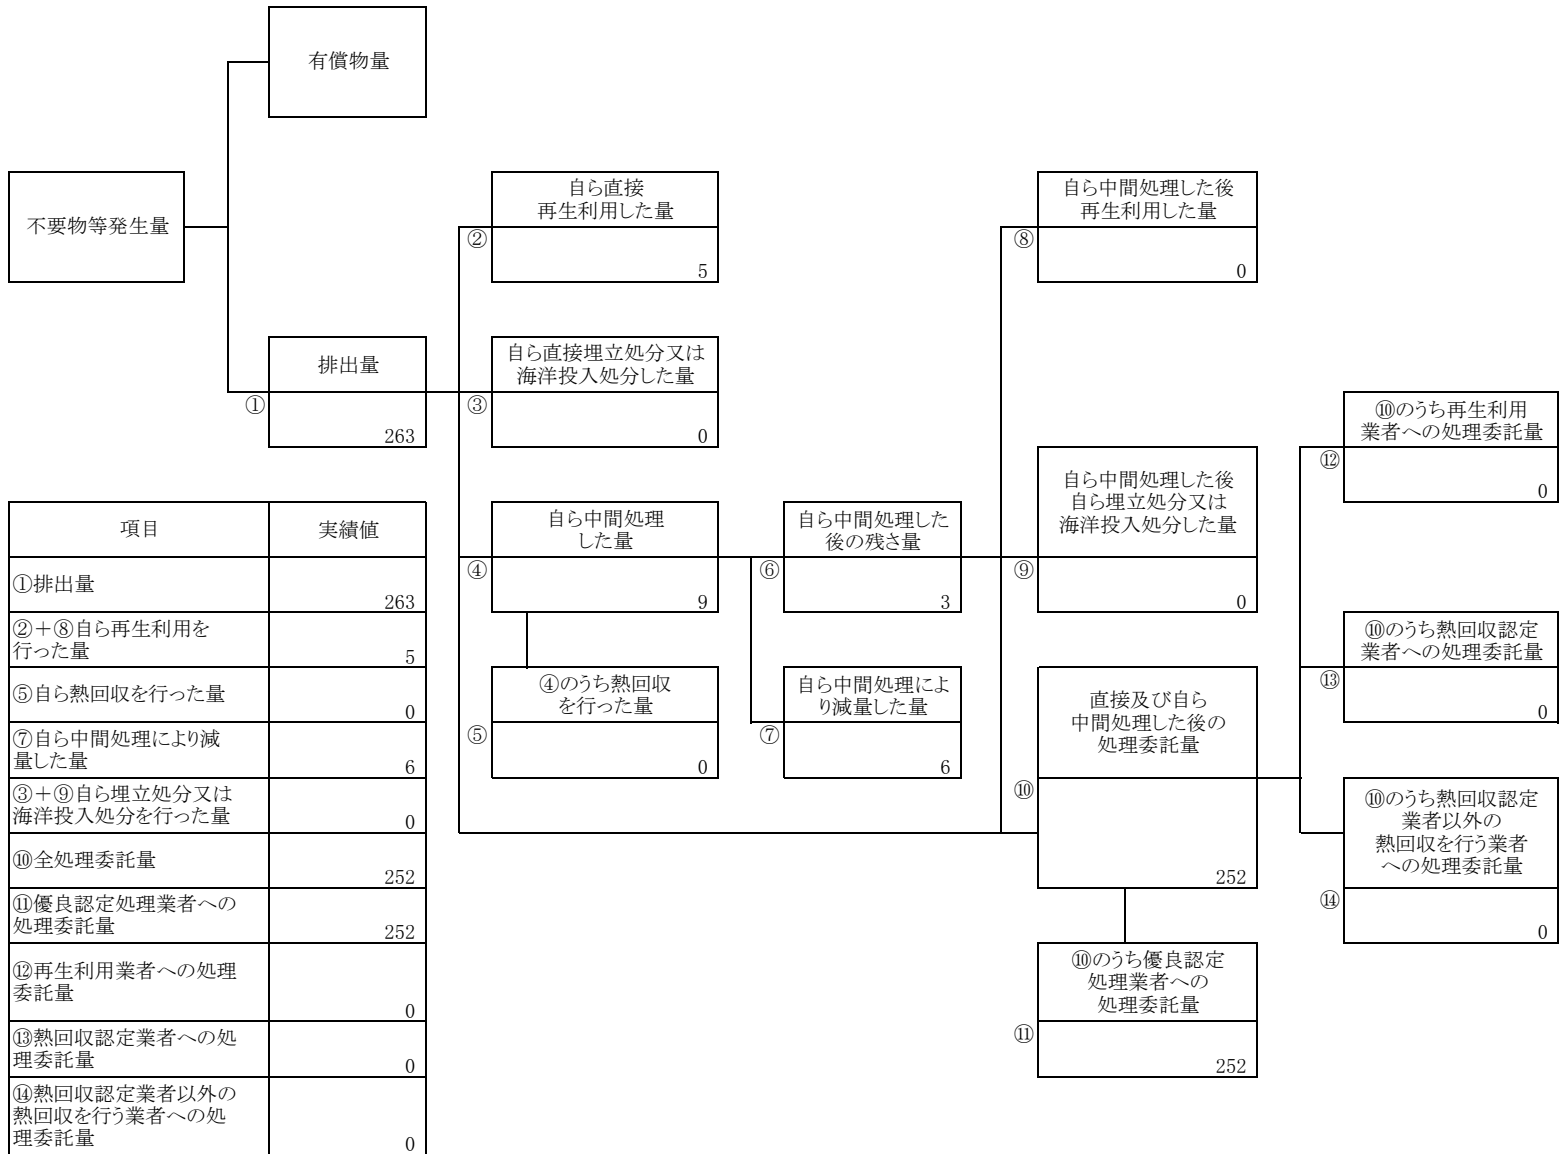 有償物量
不要物等発生量
排出量
①
263
自ら直接
再生利用した量
②
5
自ら直接埋立処分又は
海洋投入処分した量
③
0
自ら中間処理
した量
④
9
④のうち熱回収
を行った量
⑤
0
自ら中間処理した
後の残さ量
⑥
3
自ら中間処理によ
り減量した量
⑦
6
自ら中間処理した後
再生利用した量
⑧
0
自ら中間処理した後
自ら埋立処分又は
海洋投入処分した量
⑨
0
直接及び自ら
中間処理した後の
処理委託量
⑩
252
⑩のうち優良認定
処理業者への
処理委託量
⑪
252
⑩のうち再生利用
業者への処理委託量
⑫
0
⑩のうち熱回収認定
業者への処理委託量
⑬
0
⑩のうち熱回収認定
業者以外の
熱回収を行う業者
への処理委託量
⑭
0
項目 実績値
①排出量
263
②＋⑧自ら再生利用を
行った量
5
⑤自ら熱回収を行った量
0
⑦自ら中間処理により減
量した量
6
③＋⑨自ら埋立処分又は
海洋投入処分を行った量
0
⑩全処理委託量
252
⑪優良認定処理業者への
処理委託量
252
⑫再生利用業者への処理
委託量
0
⑬熱回収認定業者への処
理委託量
0
⑭熱回収認定業者以外の
熱回収を行う業者への処
理委託量
0